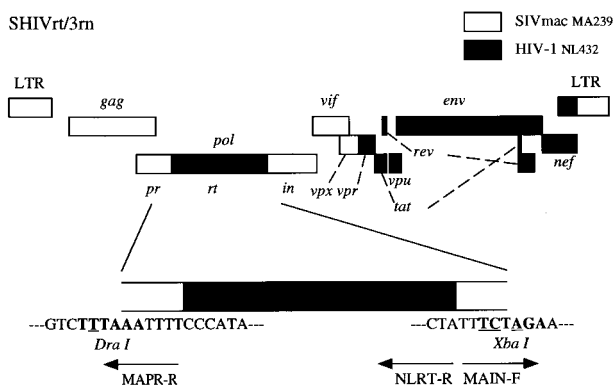 SHIVrt/3rn
SIVmac MA239
HIV-1 NL432
LTR
LTR
gag
vif
env
pol
rev
nef
pr
rt
in
vpx
vpr
vpu
tat
---GTCTTTAAATTTTCCCATA---
---CTATTTCTAGAA---
Dra I
Xba I
MAPR-R
NLRT-R
MAIN-F